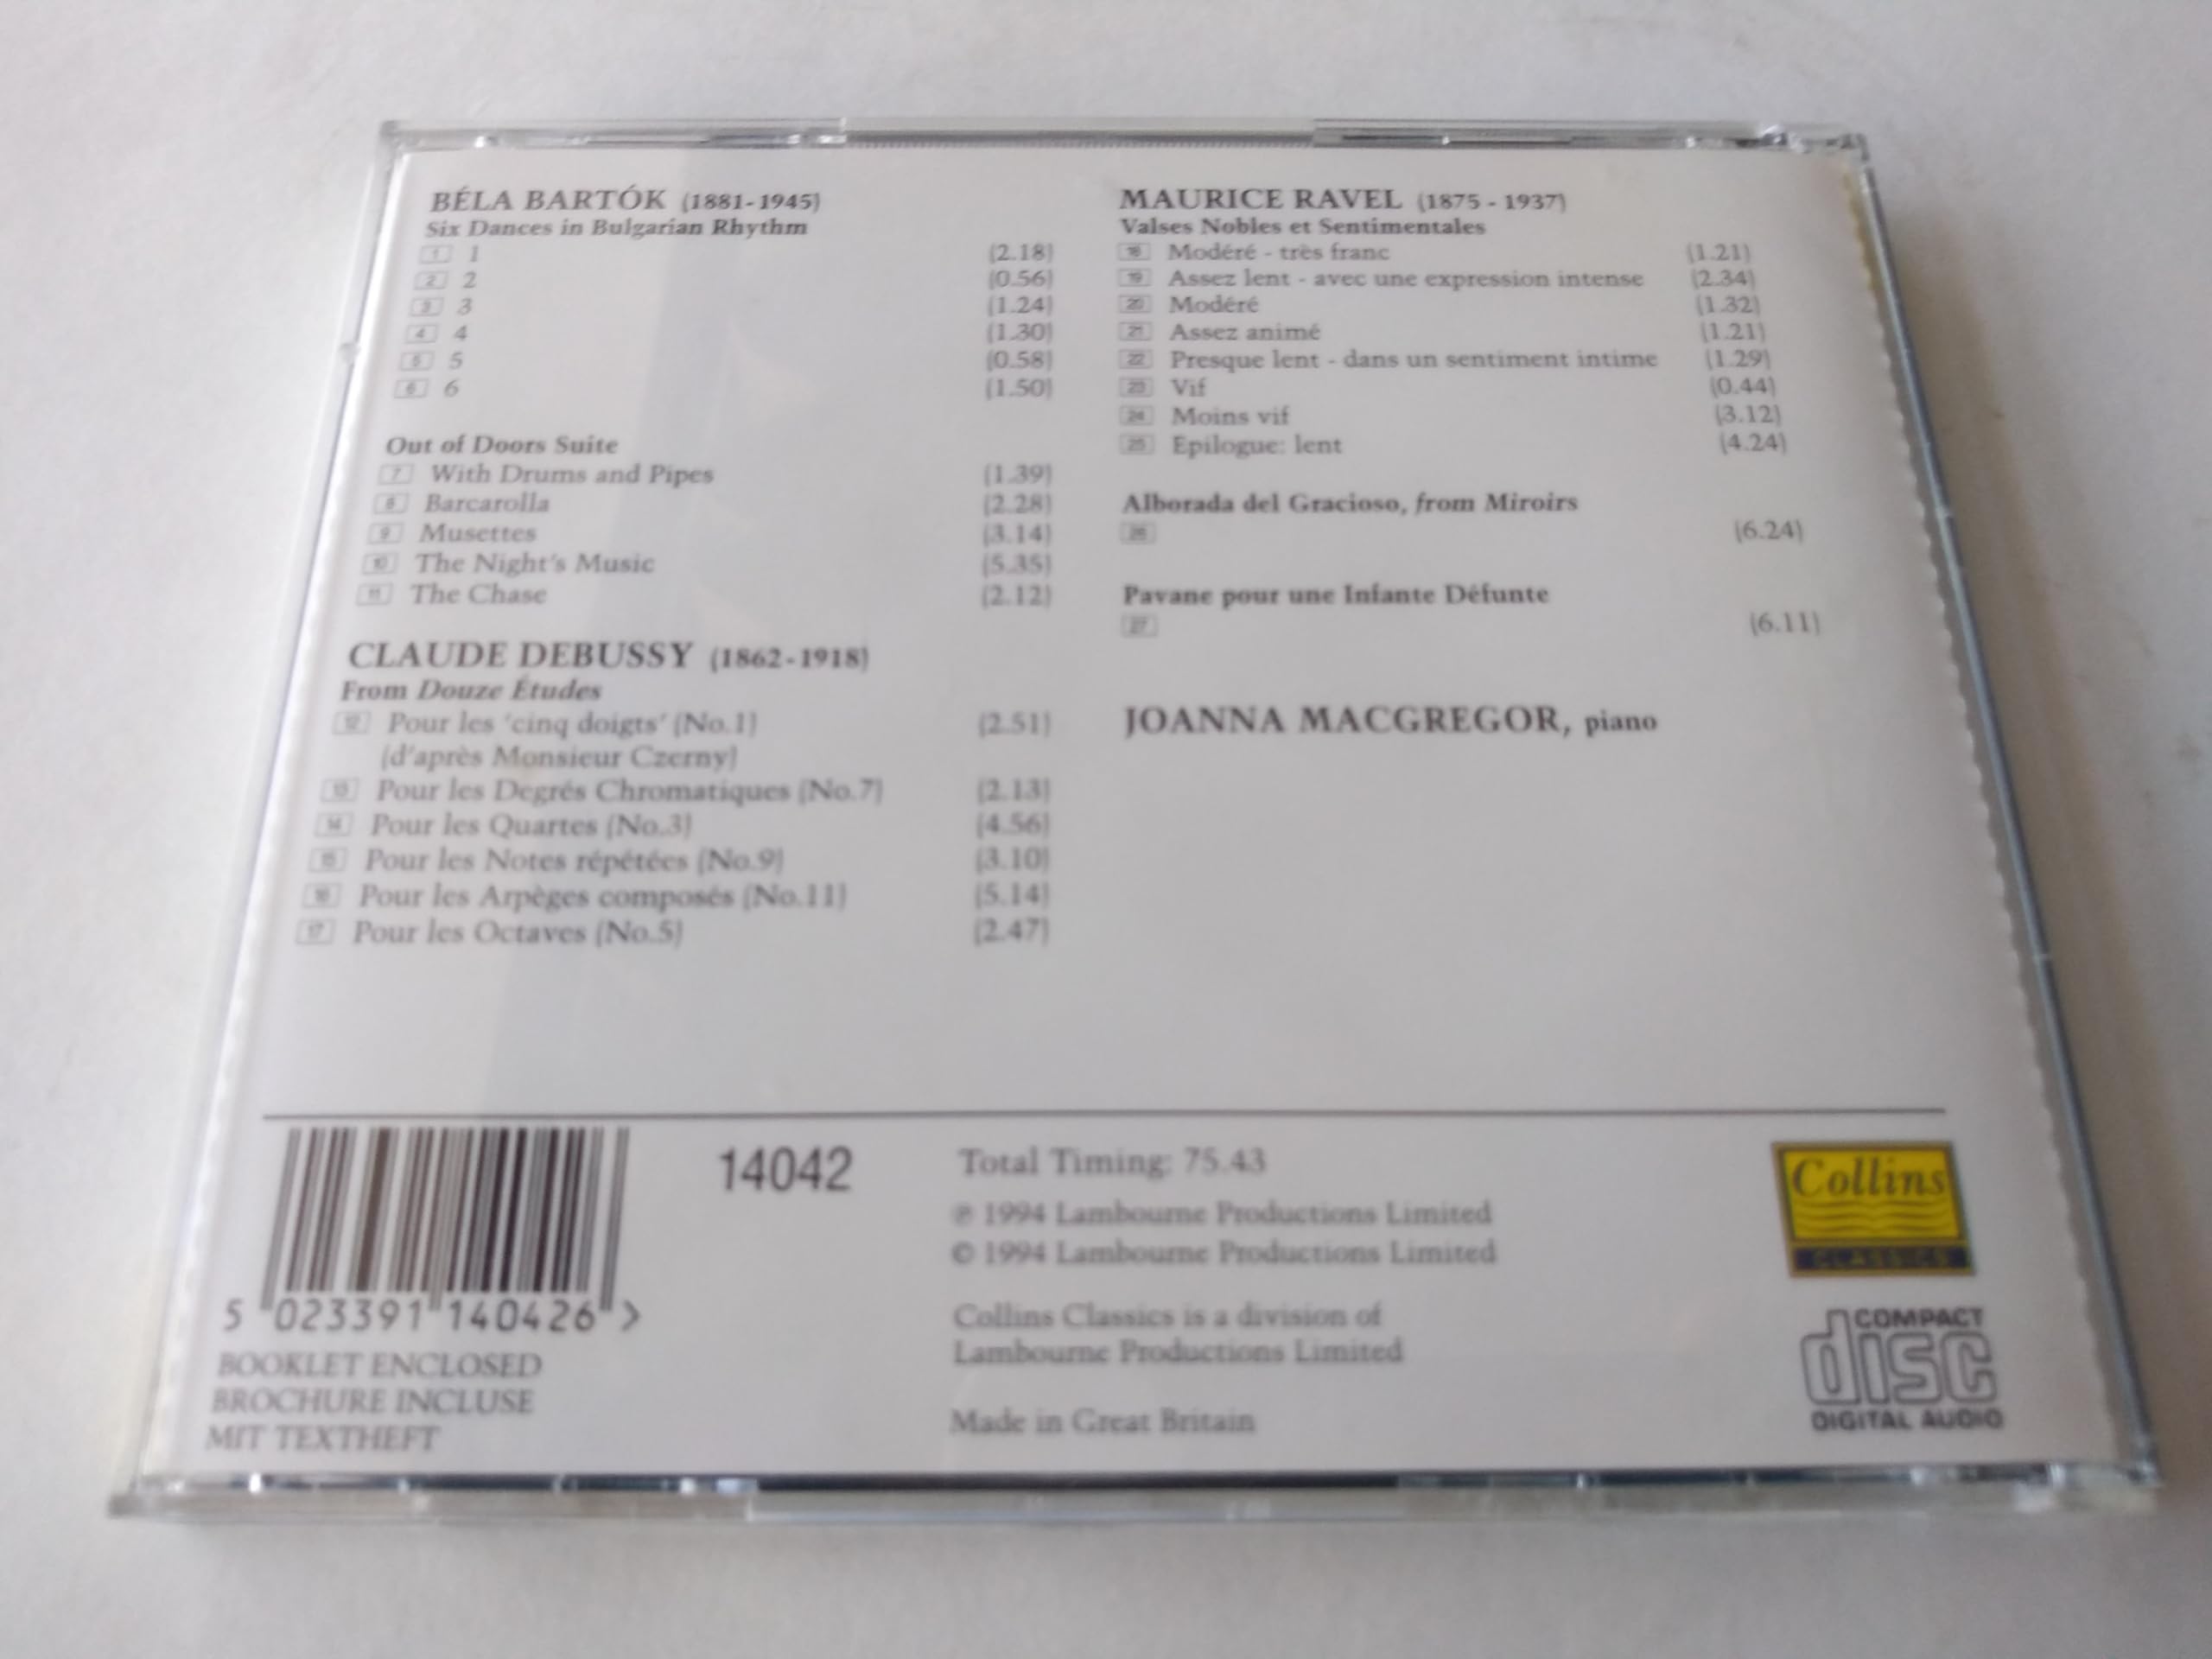 BÉLA BARTÓK (1881-1945)
Six Dances in Bulgarian Rhythm
1 1 (2.18)
2 2 (0.56)
3 3 (1.24)
4 4 (1.30)
5 5 (0.58)
6 6 (1.50)
Out of Doors Suite
7 With Drums and Pipes (1.39)
8 Barcarolla (2.28)
9 Musettes (3.14)
10 The Night's Music (5.35)
11 The Chase (2.12)
CLAUDE DEBUSSY (1862-1918)
From Douze Études
12 Pour les 'cinq doigts' (No.1) (2.51)
(d'après Monsieur Czerny)
13 Pour les Degrés Chromatiques (No.7) (2.13)
14 Pour les Quartes (No.3) (4.56)
15 Pour les Notes répétées (No.9) (3.10)
16 Pour les Arpèges composés (No.11) (5.14)
17 Pour les Octaves (No.5) (2.47)
MAURICE RAVEL (1875 - 1937)
Valses Nobles et Sentimentales
18 Modéré - très franc (1.21)
19 Assez lent - avec une expression intense (2.34)
20 Modéré (1.32)
21 Assez animé (1.21)
22 Presque lent - dans un sentiment intime (1.29)
23 Vif (0.44)
24 Moins vif (3.12)
25 Epilogue: lent (4.24)
Alborada del Gracioso, from Miroirs
26 (6.24)
Pavane pour une Infante Défunte
27 (6.11)
JOANNA MACGREGOR, piano
5 023391 140426 >
BOOKLET ENCLOSED
BROCHURE INCLUSE
MIT TEXTHEFT
14042
Total Timing: 75.43
℗ 1994 Lambourne Productions Limited
© 1994 Lambourne Productions Limited
Collins Classics is a division of
Lambourne Productions Limited
Made in Great Britain
Collins
CLASSICS
COMPACT
disc
DIGITAL AUDIO